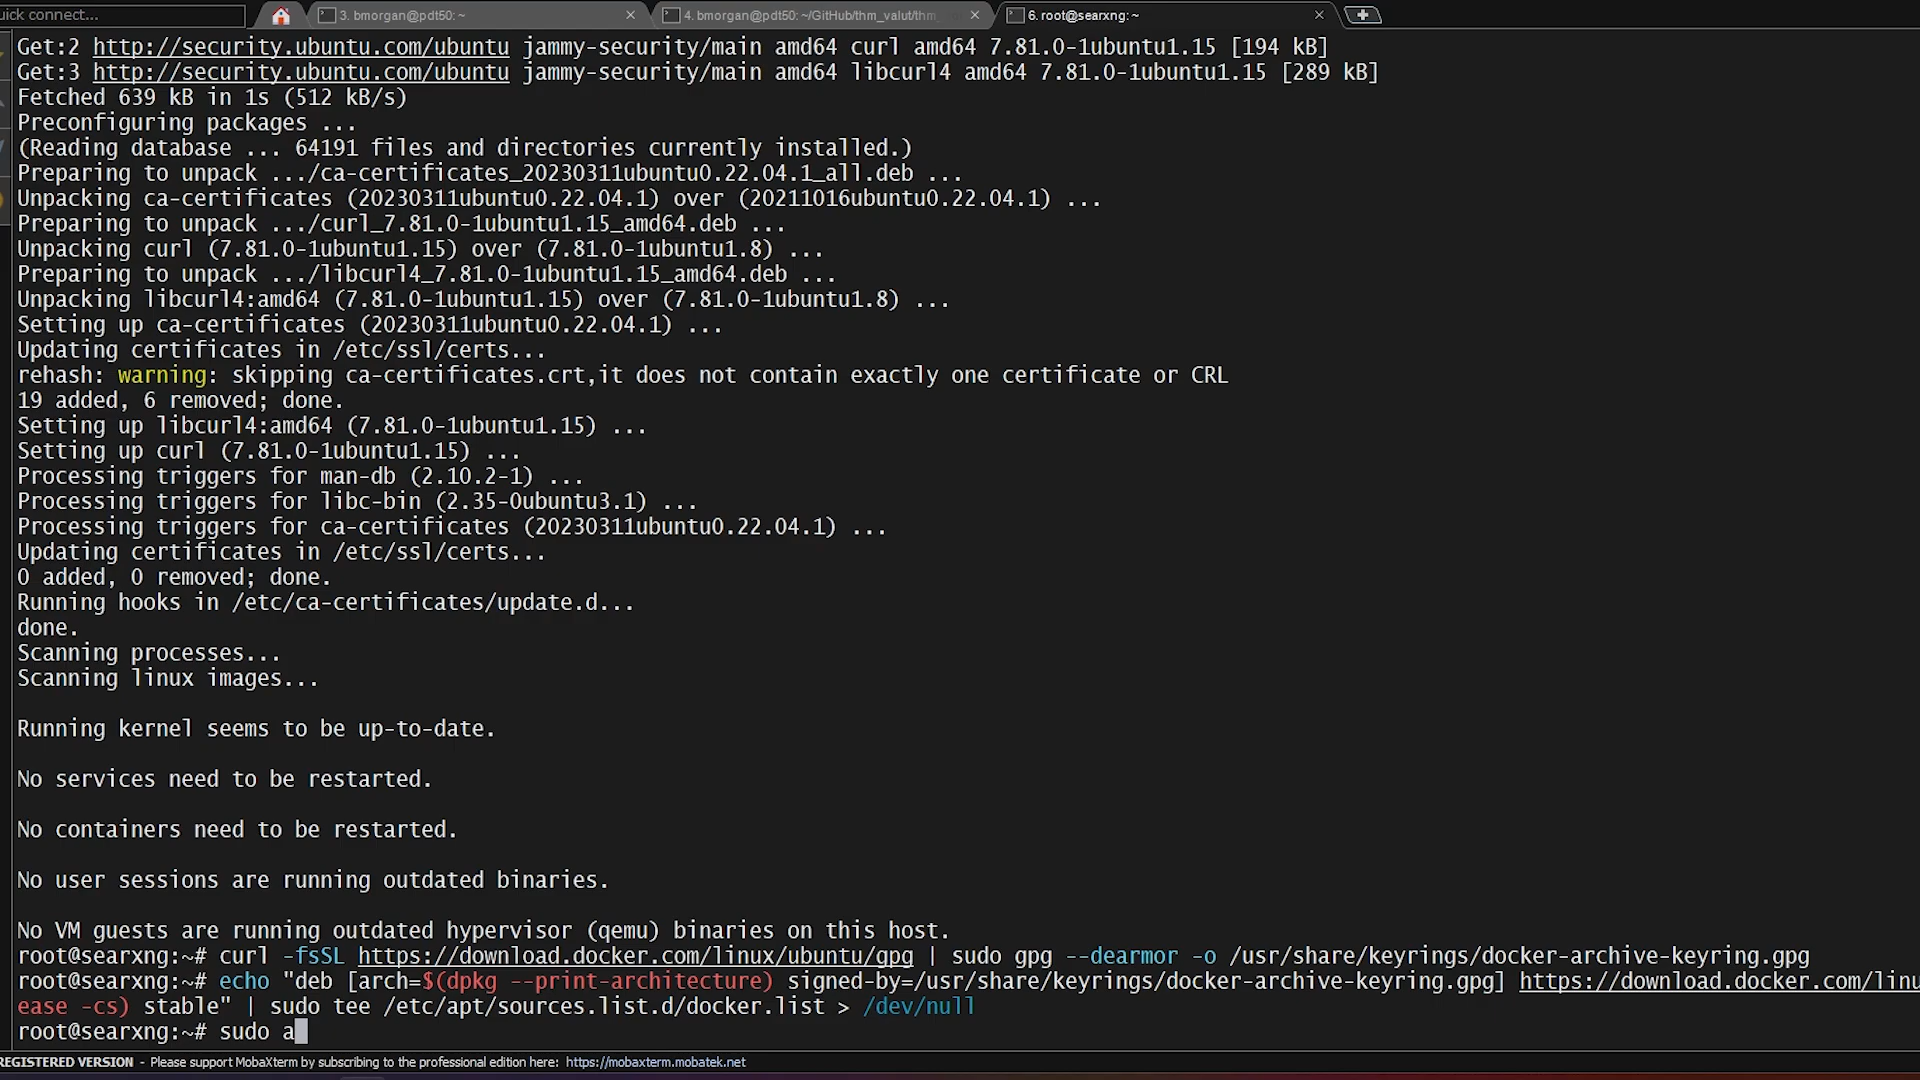 uick connect...
3. bmorgan@pdt50: ~
4. bmorgan@pdt50: ~/GitHub/thm_valut/thm_
6. root@searxng: ~
Get:2 http://security.ubuntu.com/ubuntu jammy-security/main amd64 curl amd64 7.81.0-1ubuntu1.15 [194 kB]
Get:3 http://security.ubuntu.com/ubuntu jammy-security/main amd64 libcurl4 amd64 7.81.0-1ubuntu1.15 [289 kB]
Fetched 639 kB in 1s (512 kB/s)
Preconfiguring packages ...
(Reading database ... 64191 files and directories currently installed.)
Preparing to unpack .../ca-certificates_20230311ubuntu0.22.04.1_all.deb ...
Unpacking ca-certificates (20230311ubuntu0.22.04.1) over (20211016ubuntu0.22.04.1) ...
Preparing to unpack .../curl_7.81.0-1ubuntu1.15_amd64.deb ...
Unpacking curl (7.81.0-1ubuntu1.15) over (7.81.0-1ubuntu1.8) ...
Preparing to unpack .../libcurl4_7.81.0-1ubuntu1.15_amd64.deb ...
Unpacking libcurl4:amd64 (7.81.0-1ubuntu1.15) over (7.81.0-1ubuntu1.8) ...
Setting up ca-certificates (20230311ubuntu0.22.04.1) ...
Updating certificates in /etc/ssl/certs...
rehash: warning: skipping ca-certificates.crt,it does not contain exactly one certificate or CRL
19 added, 6 removed; done.
Setting up libcurl4:amd64 (7.81.0-1ubuntu1.15) ...
Setting up curl (7.81.0-1ubuntu1.15) ...
Processing triggers for man-db (2.10.2-1) ...
Processing triggers for libc-bin (2.35-0ubuntu3.1) ...
Processing triggers for ca-certificates (20230311ubuntu0.22.04.1) ...
Updating certificates in /etc/ssl/certs...
0 added, 0 removed; done.
Running hooks in /etc/ca-certificates/update.d...
done.
Scanning processes...
Scanning linux images...
Running kernel seems to be up-to-date.
No services need to be restarted.
No containers need to be restarted.
No user sessions are running outdated binaries.
No VM guests are running outdated hypervisor (qemu) binaries on this host.
root@searxng:~# curl -fsSL https://download.docker.com/linux/ubuntu/gpg | sudo gpg --dearmor -o /usr/share/keyrings/docker-archive-keyring.gpg
root@searxng:~# echo "deb [arch=$(dpkg --print-architecture) signed-by=/usr/share/keyrings/docker-archive-keyring.gpg] https://download.docker.com/linu
ease -cs) stable" | sudo tee /etc/apt/sources.list.d/docker.list > /dev/null
root@searxng:~# sudo a
REGISTERED VERSION - Please support MobaXterm by subscribing to the professional edition here: https://mobaxterm.mobatek.net